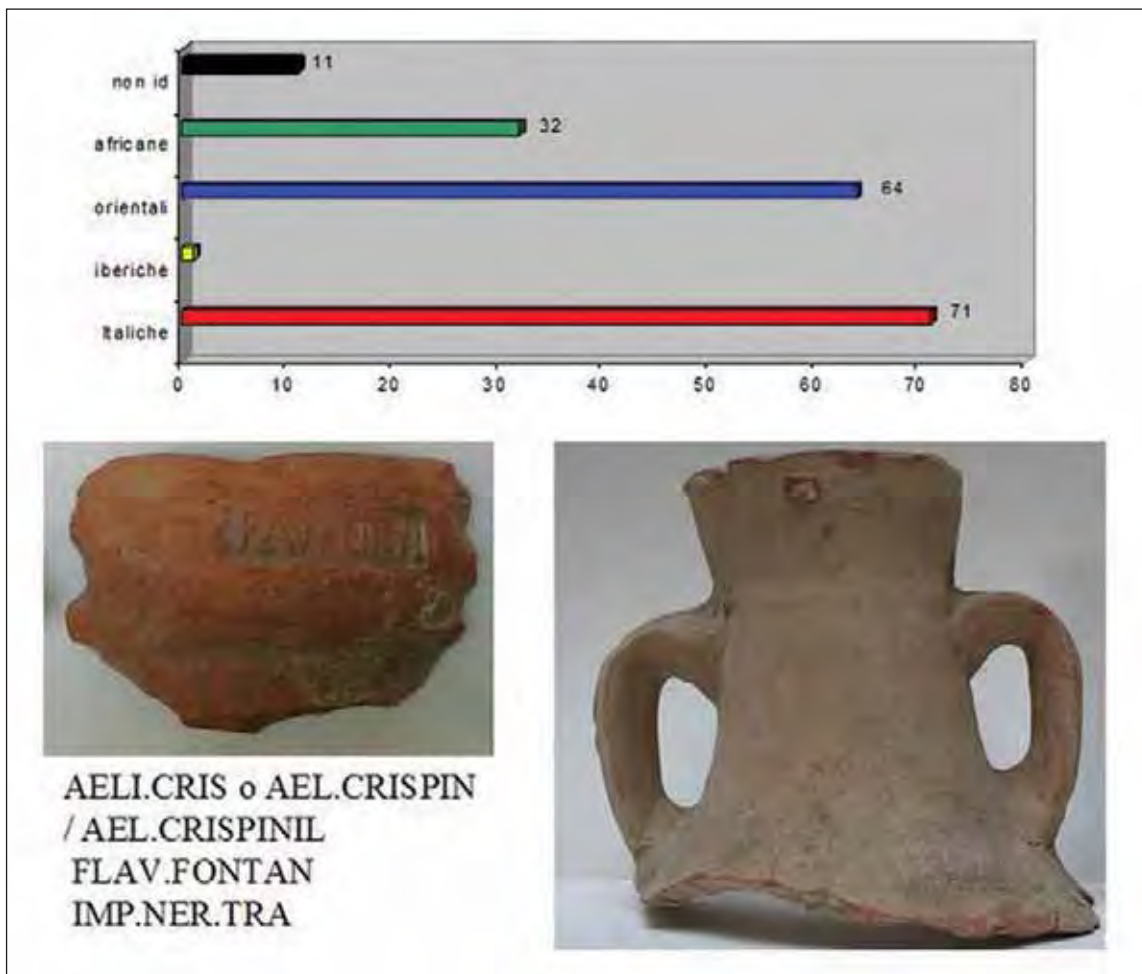 non id
11
africane
32
orientali
64
iberiche
Italiche
71
0 10 20 30 40 50 60 70 80
AELI.CRIS o AEL.CRISPIN
/ AEL.CRISPINIL
FLAV.FONTAN
IMP.NER.TRA